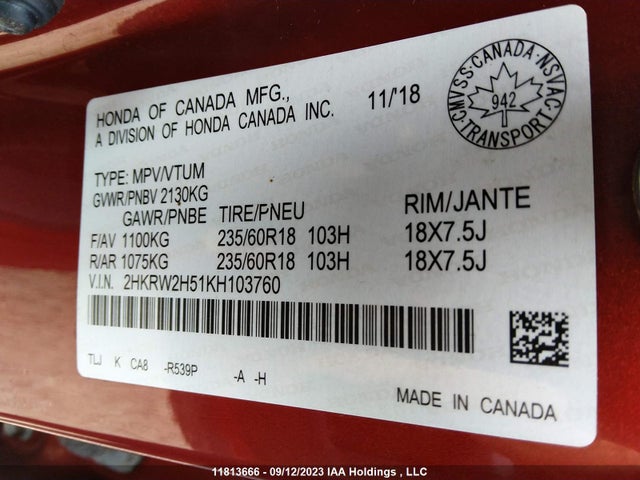 HONDA OF CANADA MFG.,
A DIVISION OF HONDA CANADA INC.
11/'18
CMVSS·CANADA·NSVAC
942
TRANSPORT
TYPE: MPV/VTUM
GVWR/PNBV 2130KG
GAWR/PNBE TIRE/PNEU RIM/JANTE
F/AV 1100KG 235/60R18 103H 18X7.5J
R/AR 1075KG 235/60R18 103H 18X7.5J
V.I.N. 2HKRW2H51KH103760
TLJ K CA8 -R539P -A -H
MADE IN CANADA
11813666 - 09/12/2023 IAA Holdings , LLC